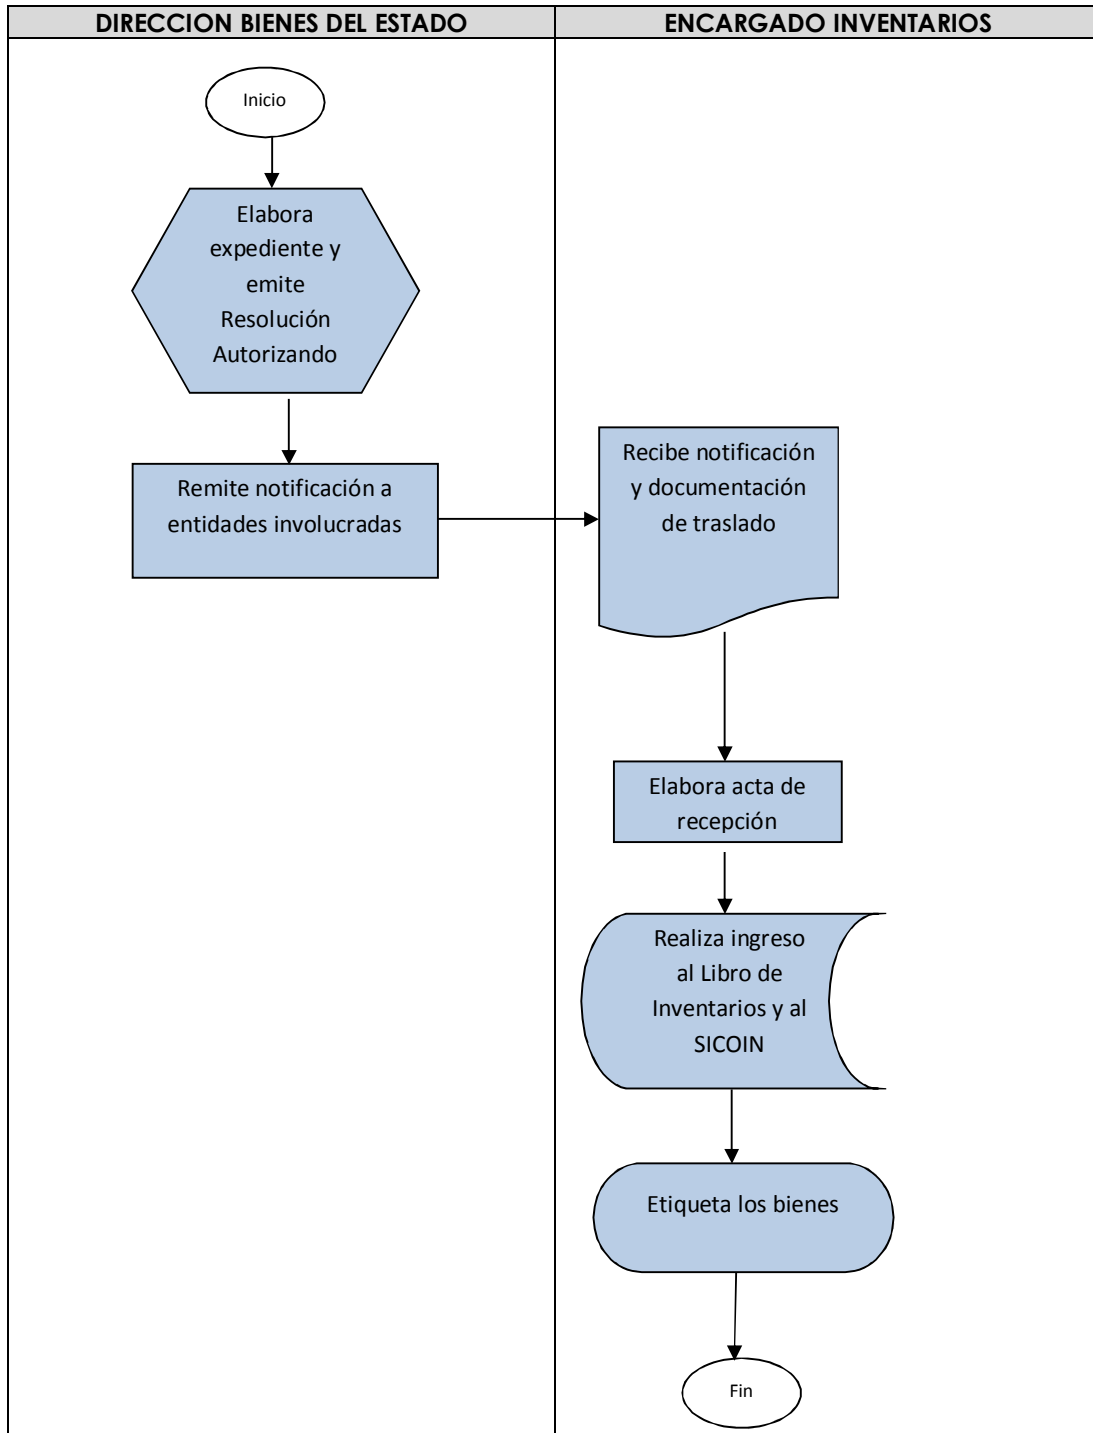 DIRECCION BIENES DEL ESTADO
ENCARGADO INVENTARIOS
Inicio
Elabora
expediente y
emite
Resolución
Autorizando
Remite notificación a
entidades involucradas
Recibe notificación
y documentación
de traslado
Elabora acta de
recepción
Realiza ingreso
al Libro de
Inventarios y al
SICOIN
Etiqueta los bienes
Fin